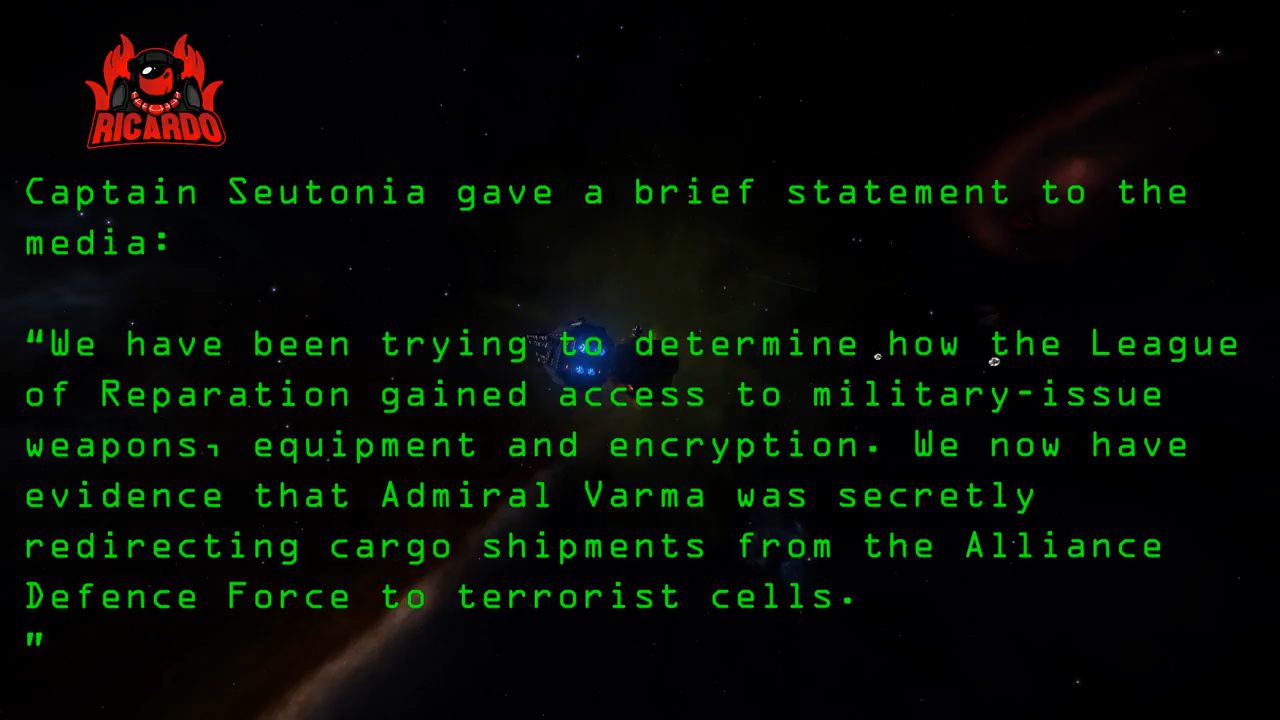 RICARDO
Captain Seutonia gave a brief statement to the
media:
“We have been trying to determine how the League
of Reparation gained access to military-issue
weapons, equipment and encryption. We now have
evidence that Admiral Varma was secretly
redirecting cargo shipments from the Alliance
Defence Force to terrorist cells.
"